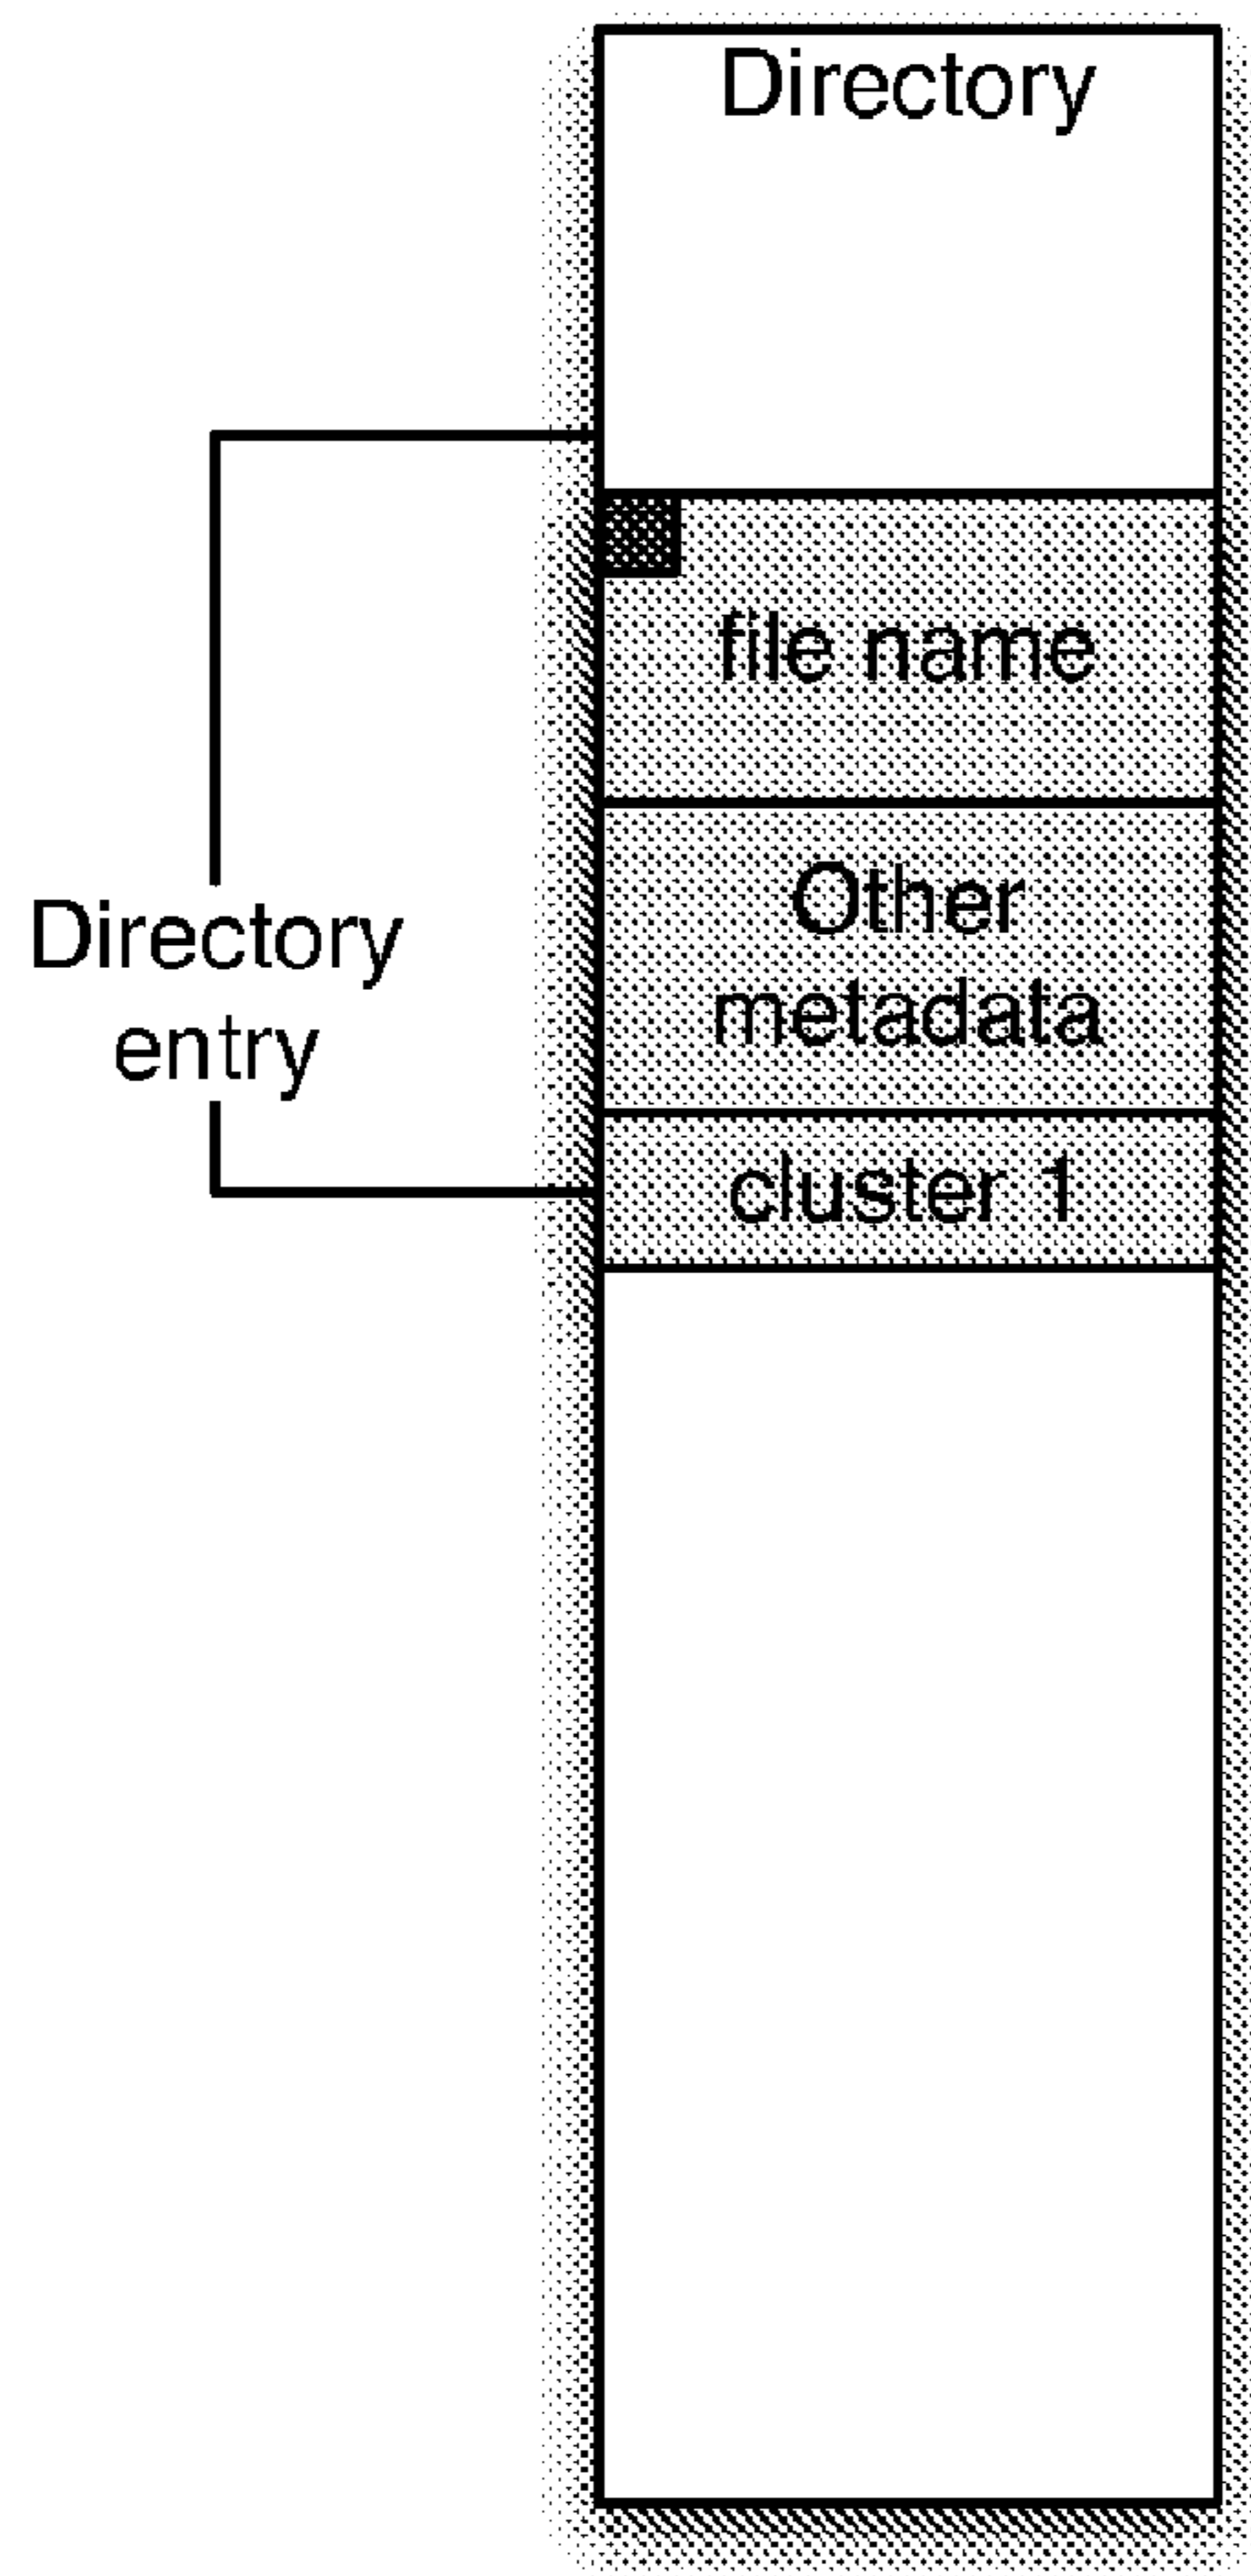 Directory
file name
Other
metadata
cluster 1
Directory
entry